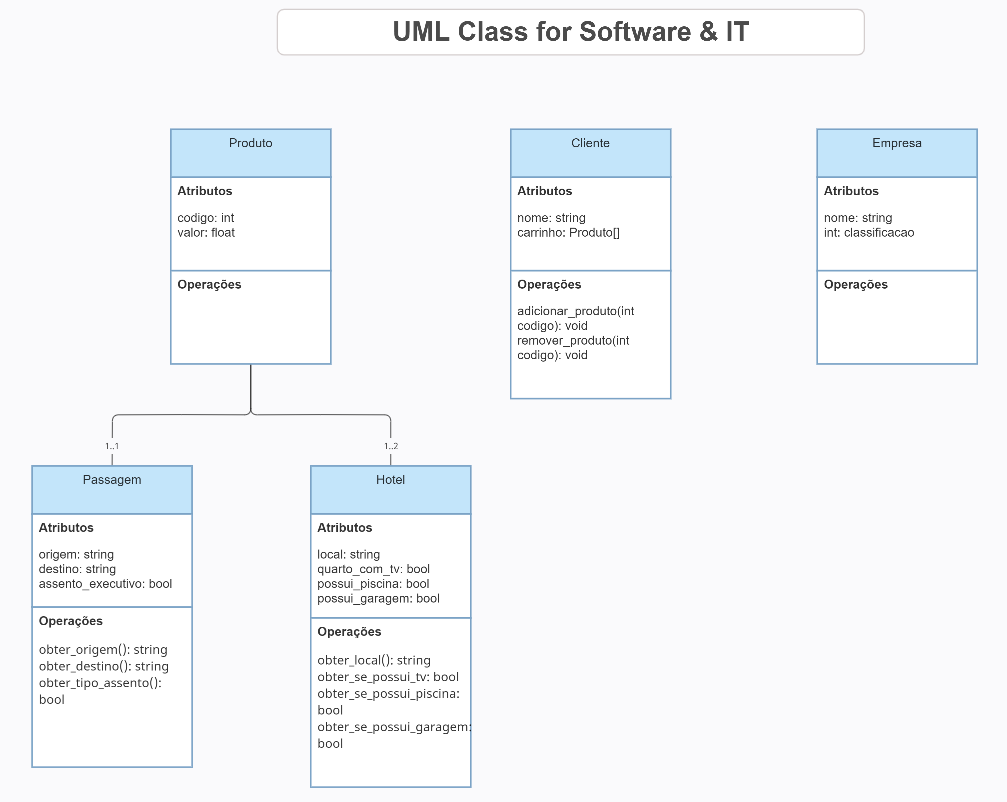 UML Class for Software & IT
Produto
Atributos
codigo: int
valor: float
Operações
Cliente
Atributos
nome: string
carrinho: Produto[]
Operações
adicionar_produto(int
codigo): void
remover_produto(int
codigo): void
Empresa
Atributos
nome: string
int: classificacao
Operações
1..1
1..2
Passagem
Atributos
origem: string
destino: string
assento_executivo: bool
Operações
obter_origem(): string
obter_destino(): string
obter_tipo_assento():
bool
Hotel
Atributos
local: string
quarto_com_tv: bool
possui_piscina: bool
possui_garagem: bool
Operações
obter_local(): string
obter_se_possui_tv: bool
obter_se_possui_piscina:
bool
obter_se_possui_garagem:
bool